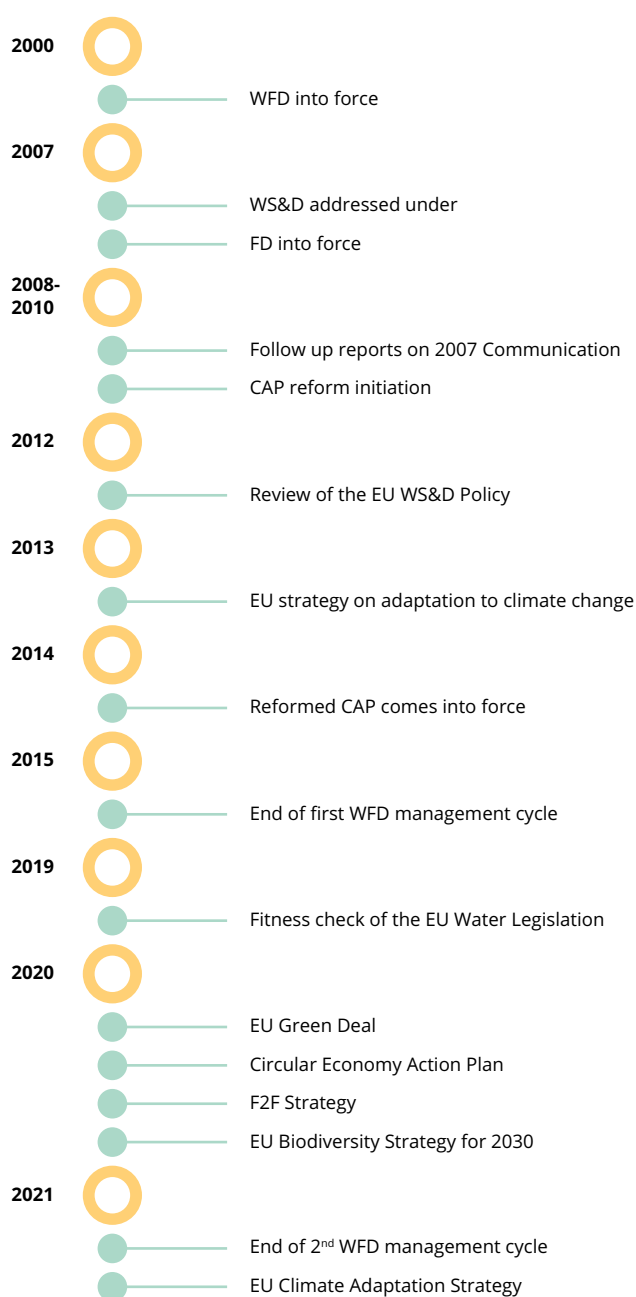 2000
WFD into force
2007
WS&D addressed under
FD into force
2008-
2010
Follow up reports on 2007 Communication
CAP reform initiation
2012
Review of the EU WS&D Policy
2013
EU strategy on adaptation to climate change
2014
Reformed CAP comes into force
2015
End of first WFD management cycle
2019
Fitness check of the EU Water Legislation
2020
EU Green Deal
Circular Economy Action Plan
F2F Strategy
EU Biodiversity Strategy for 2030
2021
End of 2nd WFD management cycle
EU Climate Adaptation Strategy